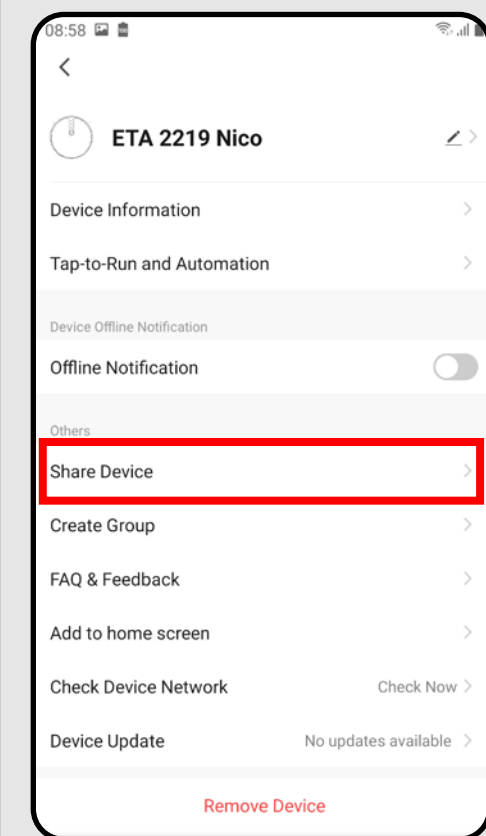 08:58
ETA 2219 Nico
Device Information
Tap-to-Run and Automation
Device Offline Notification
Offline Notification
Others
Share Device
Create Group
FAQ & Feedback
Add to home screen
Check Device Network Check Now
Device Update No updates available
Remove Device